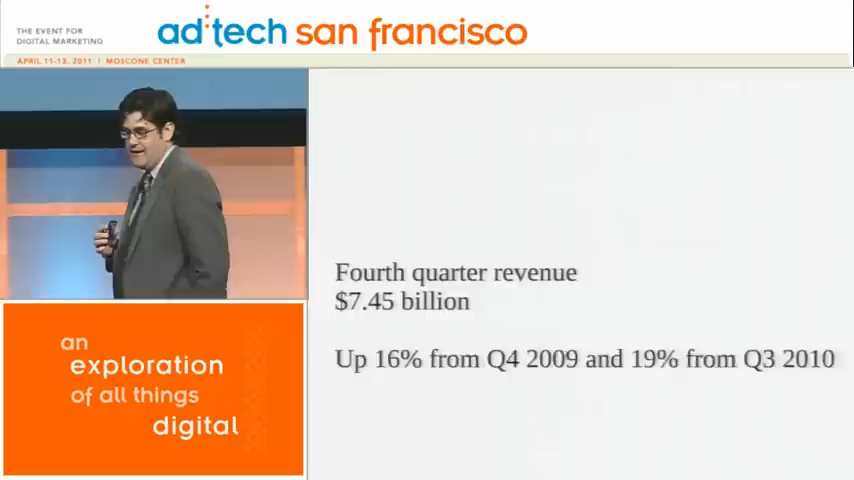 THE EVENT FOR
DIGITAL MARKETING
ad:tech san francisco
APRIL 11-13, 2011 | MOSCONE CENTER
Fourth quarter revenue
$7.45 billion
Up 16% from Q4 2009 and 19% from Q3 2010
an
exploration
of all things
digital